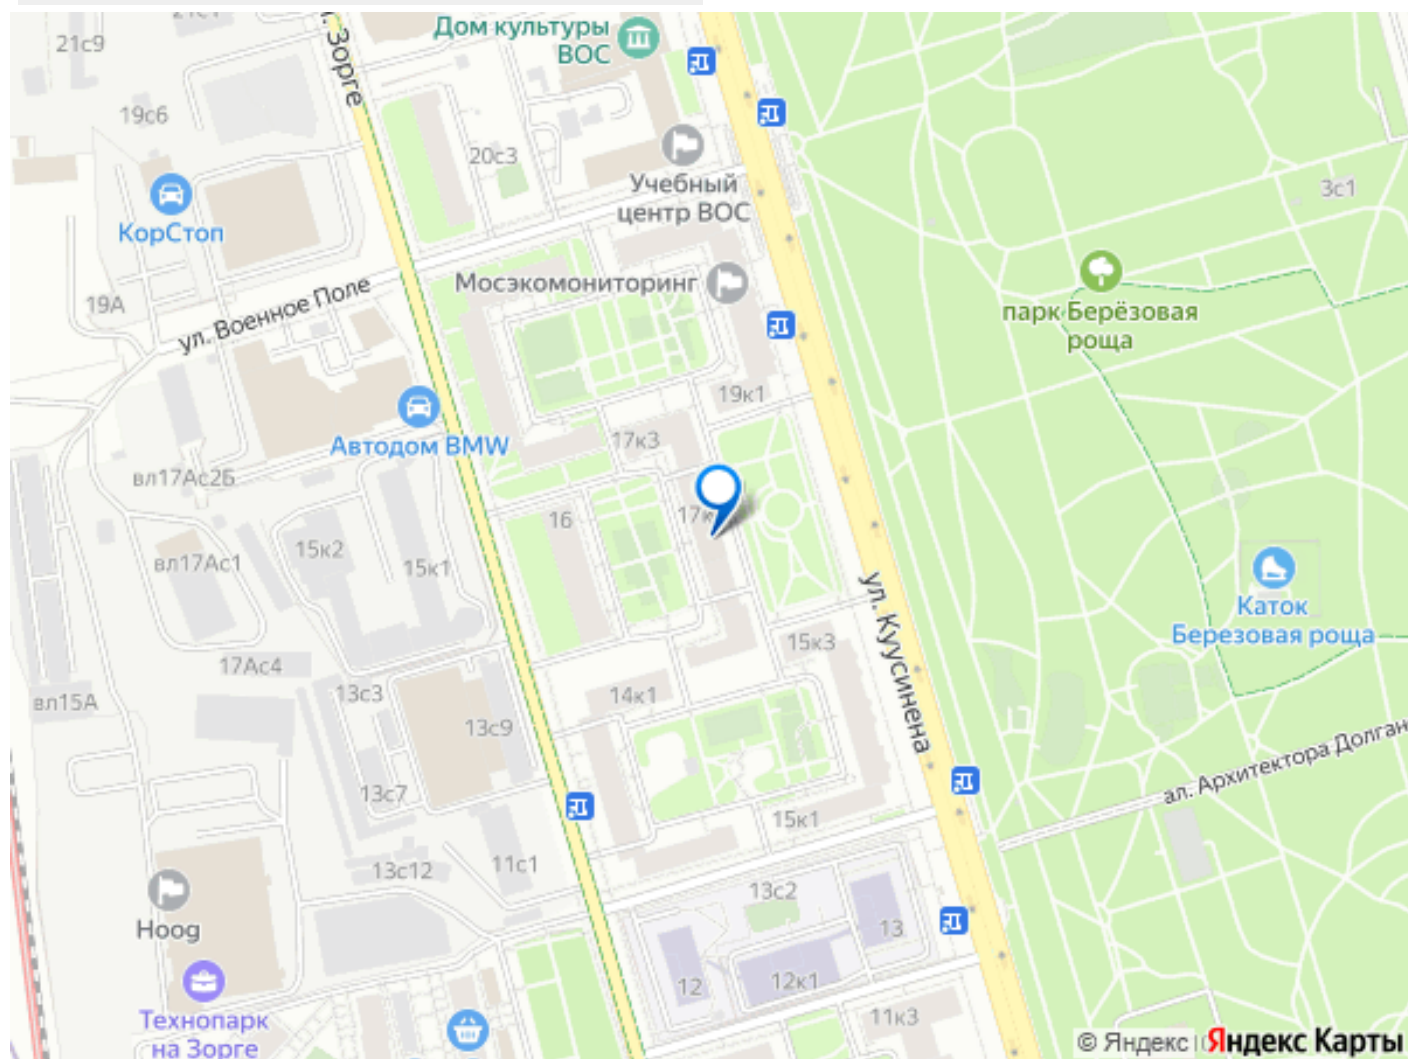 21с9
21с1
Зорге
Дом культуры
ВОС
19с6
20с3
КорСтоп
Учебный
центр ВОС
3с1
Мосэкомониторинг
19А
ул. Военное Поле
парк Берёзовая
роща
19к1
Автодом BMW
17к3
вл17Ас2Б
16
17к
15к2
вл17Ас1
15к1
ул. Куусинена
Каток
Березовая роща
15к3
17Ас4
13с3
14к1
вл15А
13с9
13с7
ал. Архитектора Долган
15к1
13с12
11с1
13с2
Hoog
13
12
12к1
Технопарк
на Зорге
11к3
© Яндекс
Яндекс Карты